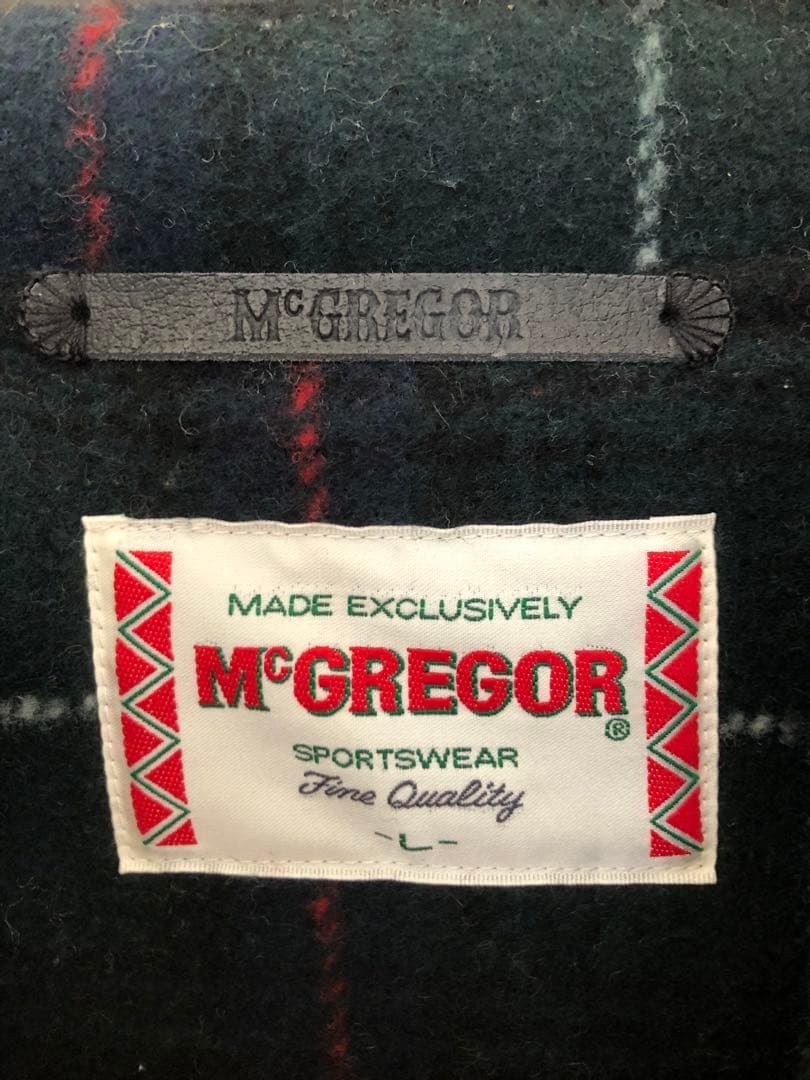 McGREGOR
MADE EXCLUSIVELY
McGREGOR®
SPORTSWEAR
Fine Quality
-L-